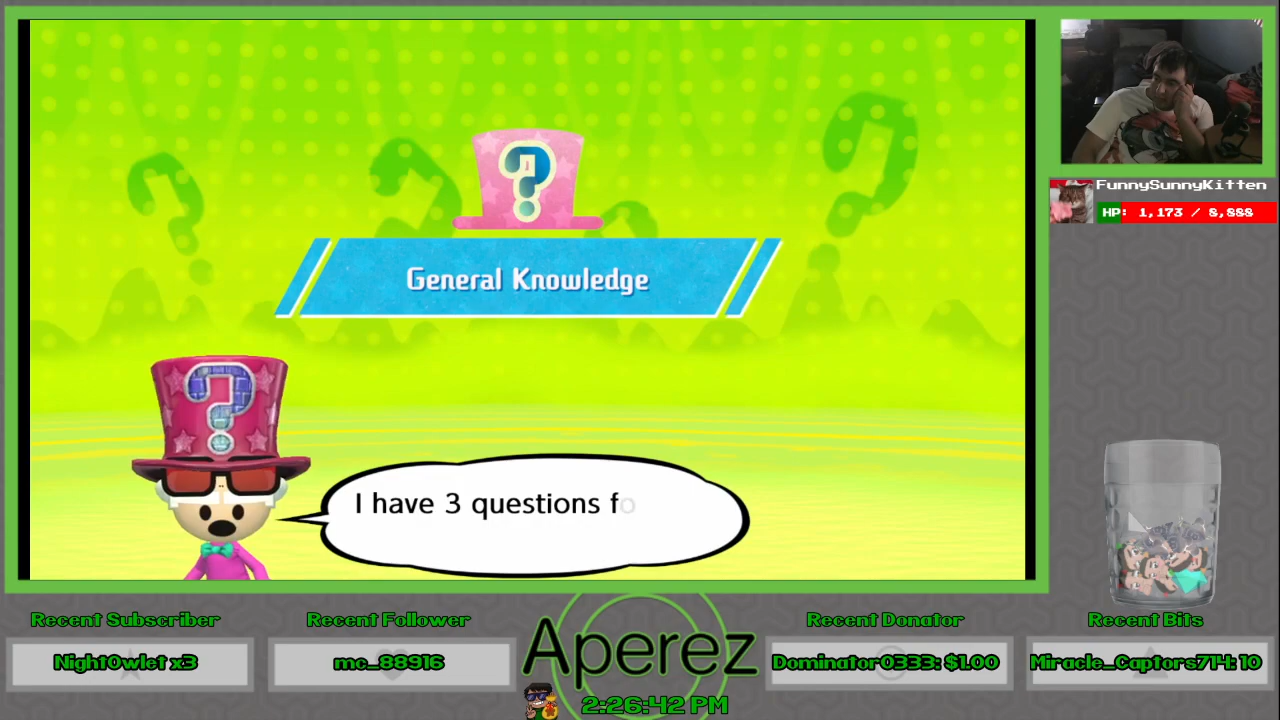 ?
General Knowledge
?
I have 3 questions fo
FunnySunnyKitten
HP: 1,173 / 8,888
Recent Subscriber
NightOwlet x3
Recent Follower
mc_88916
Aperez
2:26:42 PM
Recent Donator
Dominator0333: $1.00
Recent Bits
Miracle_Captors714: 10